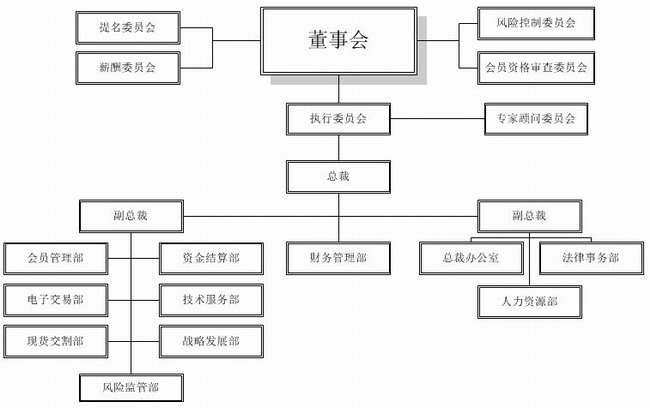 提名委员会
董事会
风险控制委员会
薪酬委员会
会员资格审查委员会
执行委员会
专家顾问委员会
总裁
副总裁
副总裁
会员管理部
资金结算部
财务管理部
总裁办公室
法律事务部
电子交易部
技术服务部
人力资源部
现货交割部
战略发展部
风险监管部